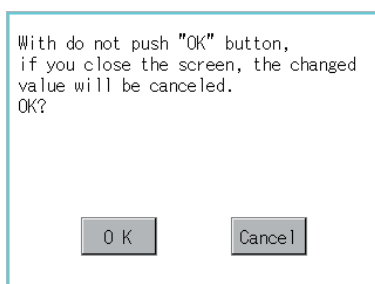 With do not push "OK" button,
if you close the screen, the changed
value will be canceled.
OK?
O K
Cancel